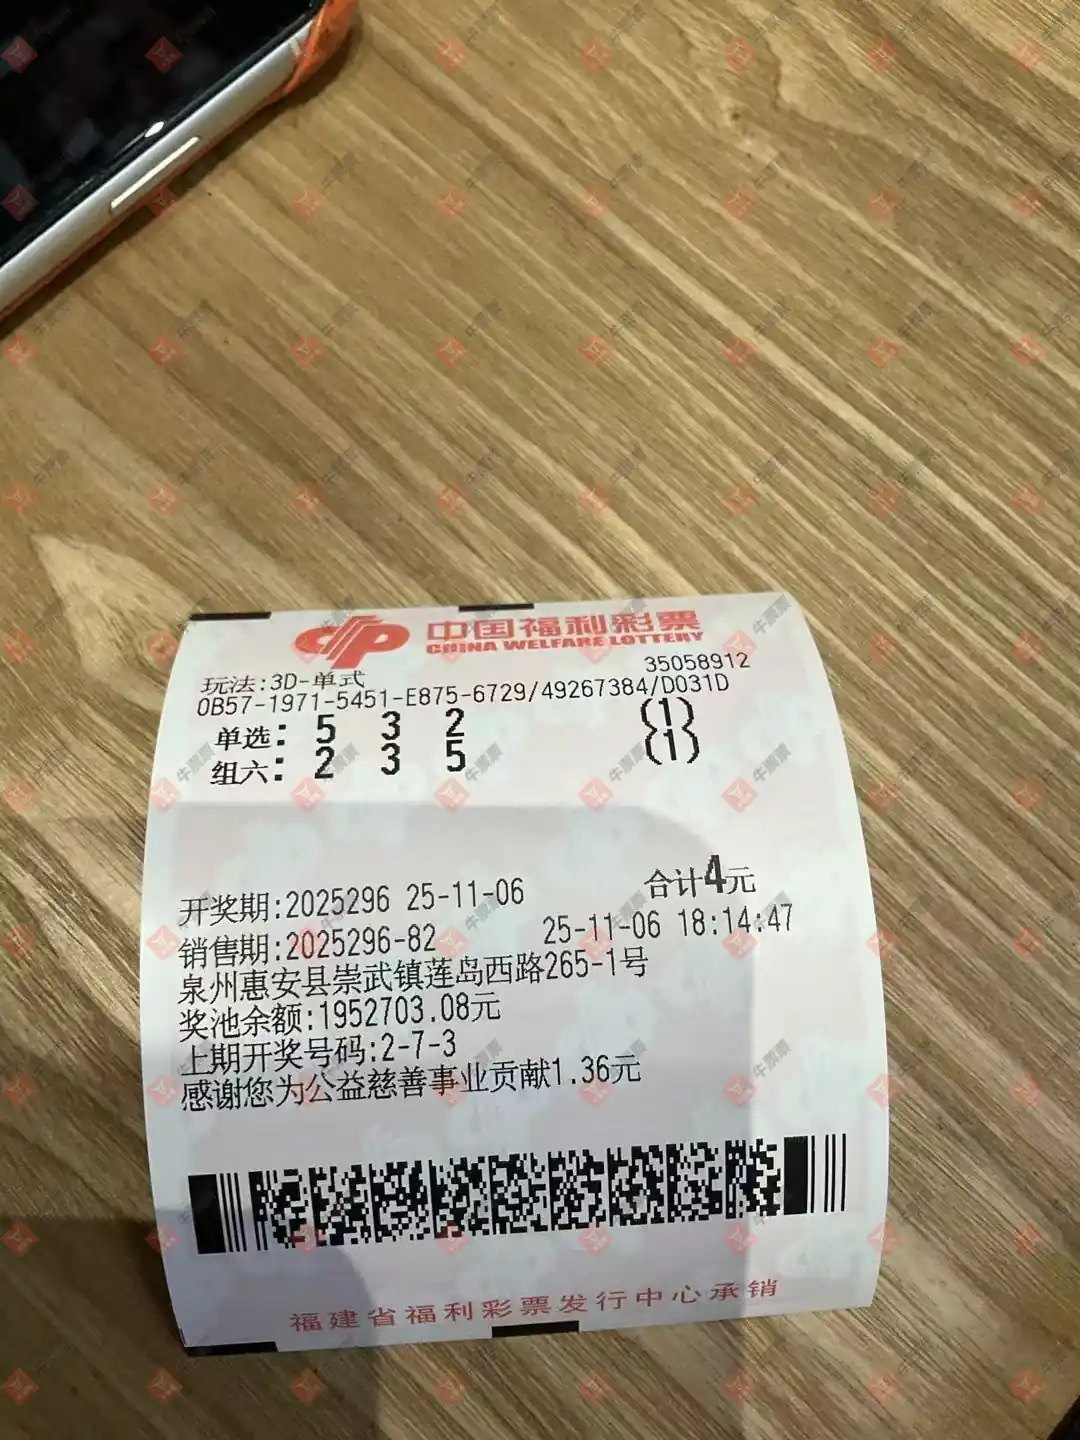 中国福利彩票
CHINA WELFARE LOTTERY
35058912
玩法:3D-单式
0B57-1971-5451-E875-6729/49267384/D031D
单选: 5 3 2 (1)
组六: 2 3 5 (1)
开奖期:2025296 25-11-06 合计4元
销售期:2025296-82 25-11-06 18:14:47
泉州惠安县崇武镇莲岛西路265-1号
奖池余额:1952703.08元
上期开奖号码:2-7-3
感谢您为公益慈善事业贡献1.36元
福建省福利彩票发行中心承销